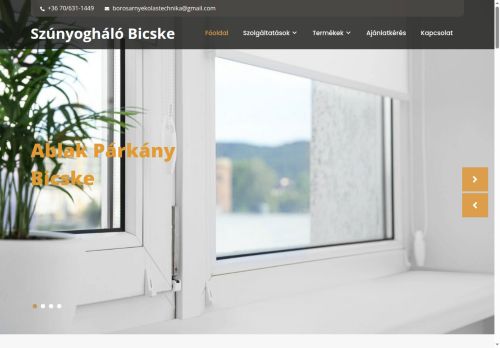 +36 70/631-1449 borosarnyekolastechnika@gmail.com
Szúnyogháló Bicske Főoldal Szolgáltatások Termékek Ajánlatkérés Kapcsolat
Ablak Párkány
Bicske